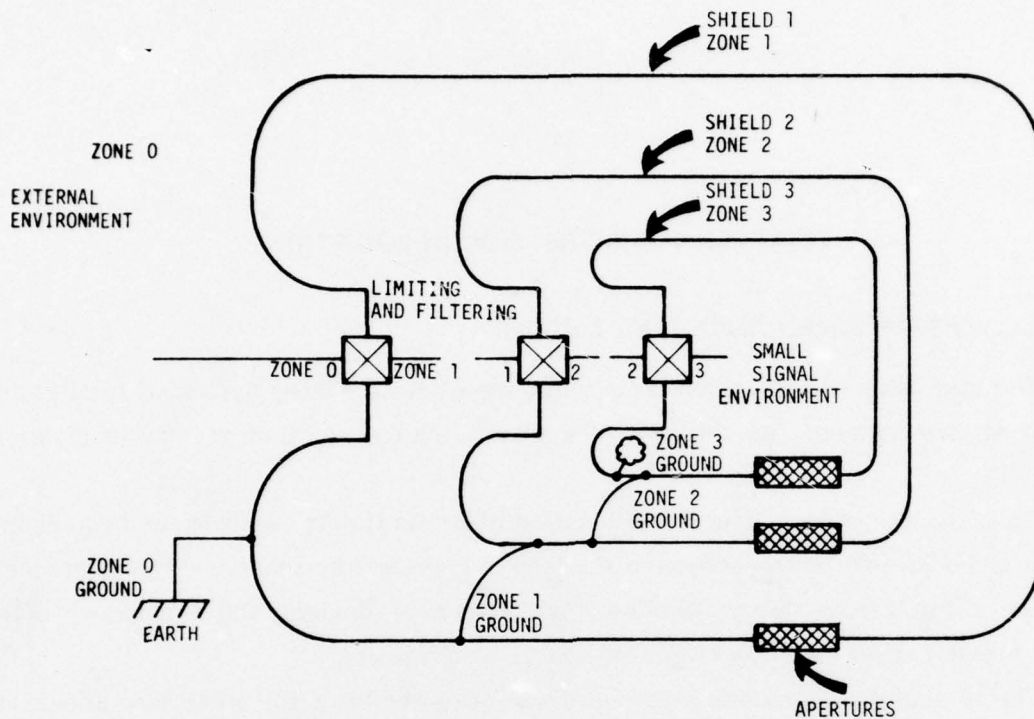 SHIELD 1
ZONE 1
SHIELD 2
ZONE 2
ZONE 0
SHIELD 3
ZONE 3
EXTERNAL
ENVIRONMENT
LIMITING
AND FILTERING
ZONE 0
ZONE 1
1
2
2
3
SMALL
SIGNAL
ENVIRONMENT
ZONE 3
GROUND
ZONE 2
GROUND
ZONE 0
GROUND
EARTH
ZONE 1
GROUND
APERTURES